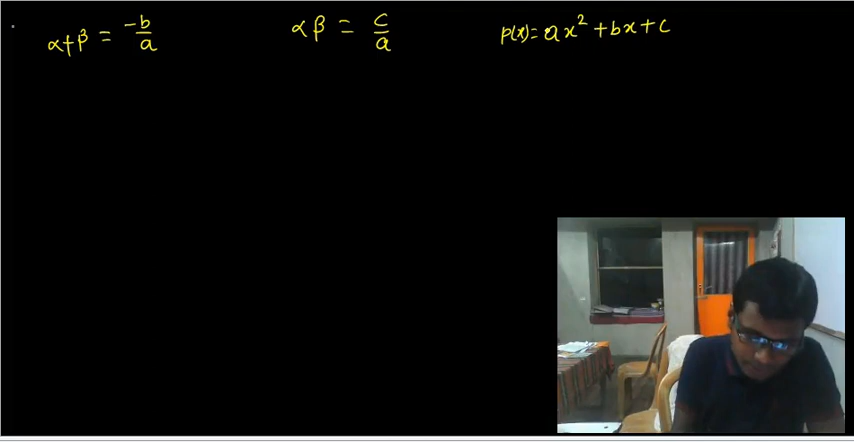 α+β = -b/a
αβ = c/a
p(x) = ax² + bx + c